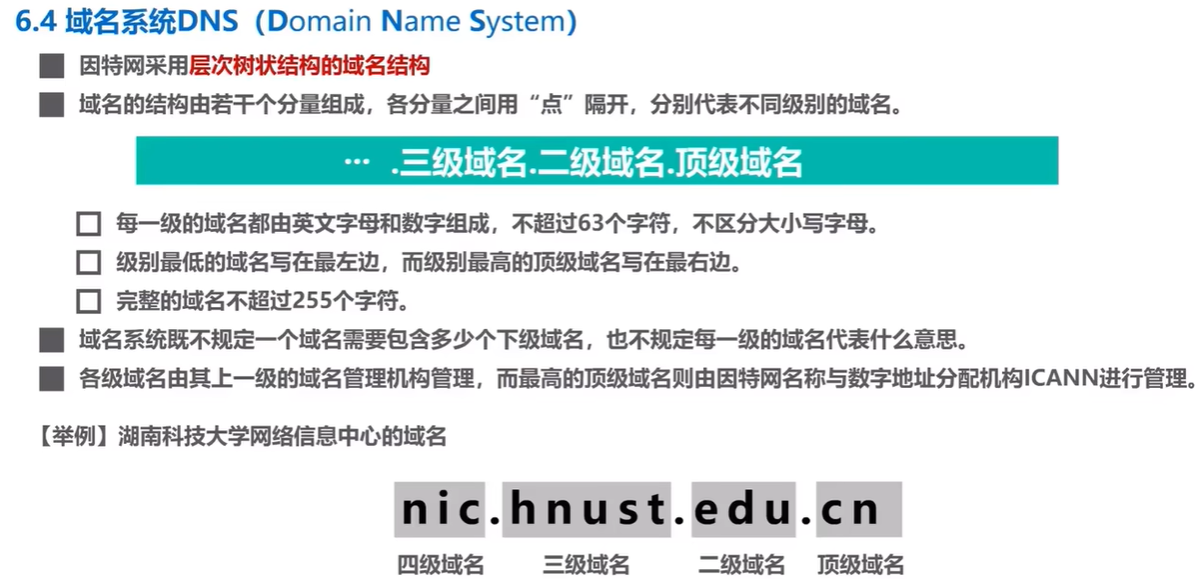 6.4 域名系统DNS（Domain Name System）
因特网采用层次树状结构的域名结构
域名的结构由若干个分量组成，各分量之间用“点”隔开，分别代表不同级别的域名。
… .三级域名.二级域名.顶级域名
每一级的域名都由英文字母和数字组成，不超过63个字符，不区分大小写字母。
级别最低的域名写在最左边，而级别最高的顶级域名写在最右边。
完整的域名不超过255个字符。
域名系统既不规定一个域名需要包含多少个下级域名，也不规定每一级的域名代表什么意思。
各级域名由其上一级的域名管理机构管理，而最高的顶级域名则由因特网名称与数字地址分配机构ICANN进行管理。
【举例】湖南科技大学网络信息中心的域名
nic.hnust.edu.cn
四级域名 三级域名 二级域名 顶级域名